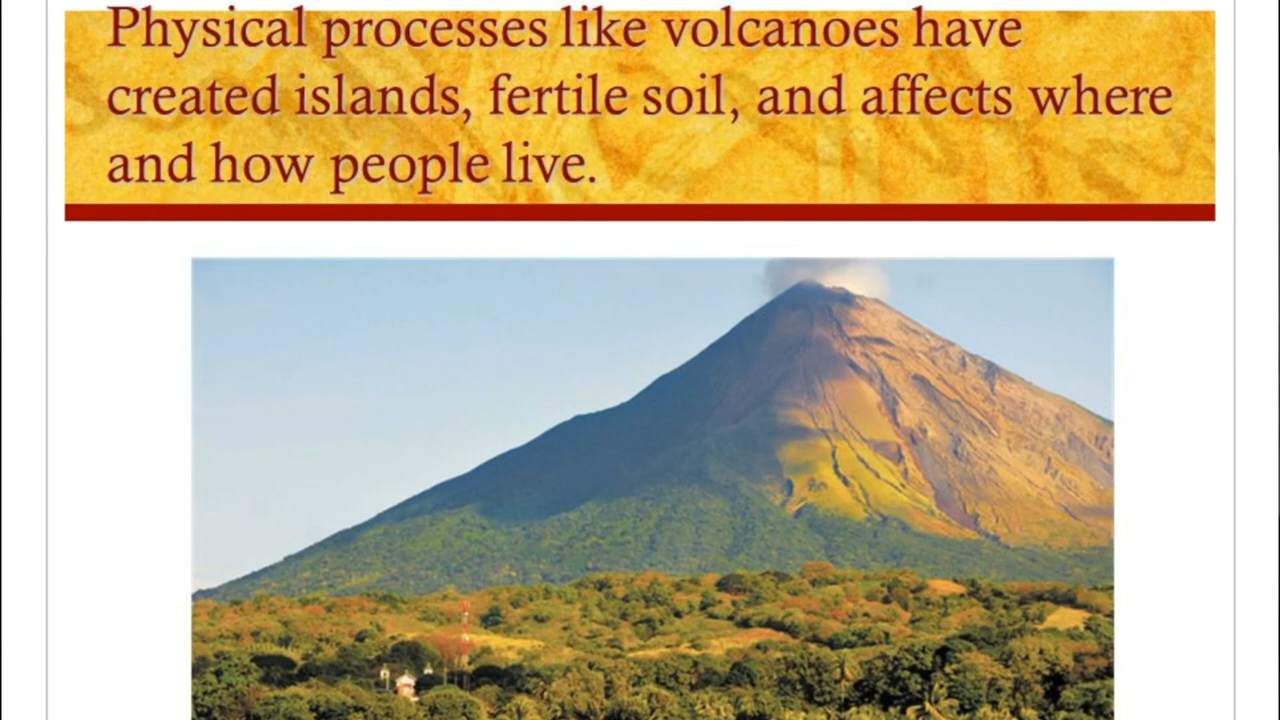 Physical processes like volcanoes have
created islands, fertile soil, and affects where
and how people live.